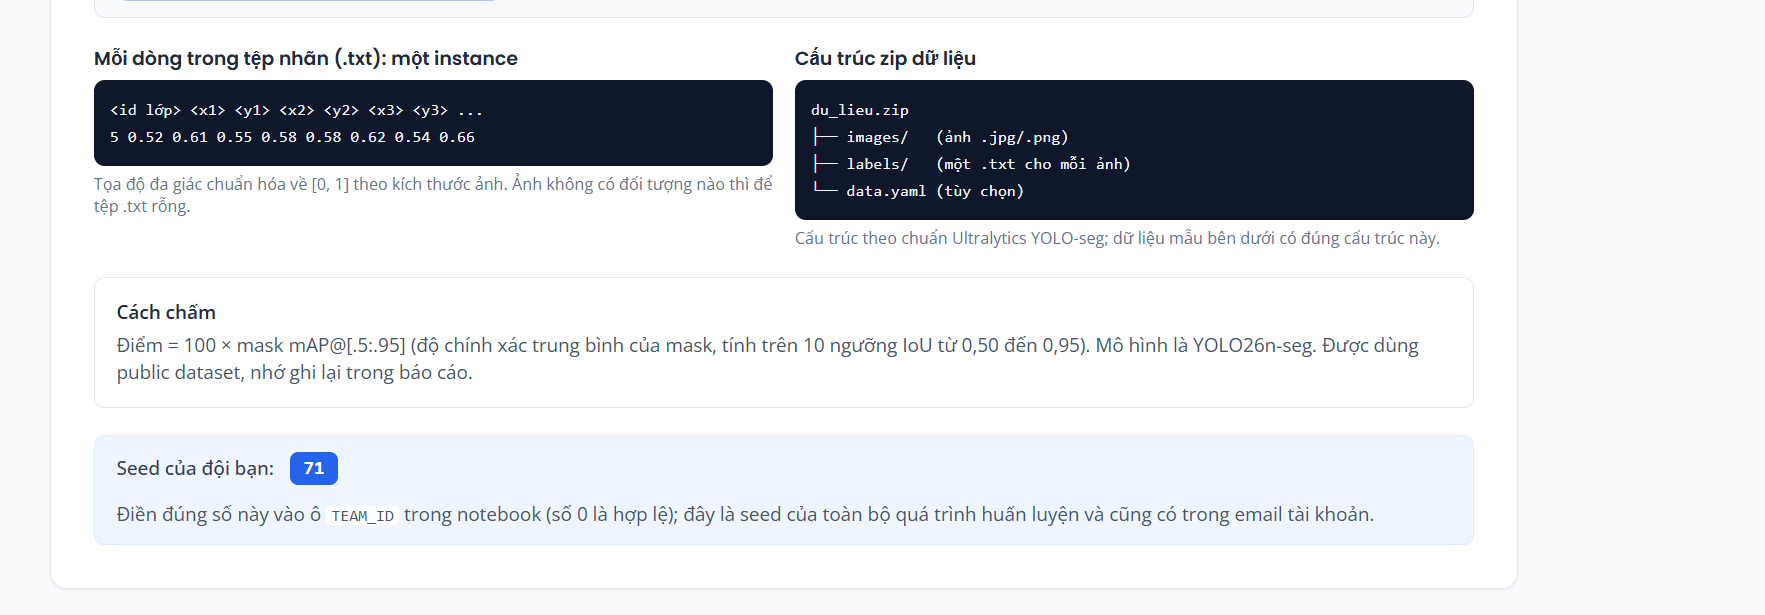 Mỗi dòng trong tệp nhãn (.txt): một instance
<id lớp> <x1> <y1> <x2> <y2> <x3> <y3> ...
5 0.52 0.61 0.55 0.58 0.58 0.62 0.54 0.66
Tọa độ đa giác chuẩn hóa về [0, 1] theo kích thước ảnh. Ảnh không có đối tượng nào thì để
tệp .txt rỗng.
Cấu trúc zip dữ liệu
du_lieu.zip
├── images/   (ảnh .jpg/.png)
├── labels/   (một .txt cho mỗi ảnh)
└── data.yaml (tùy chọn)
Cấu trúc theo chuẩn Ultralytics YOLO-seg; dữ liệu mẫu bên dưới có đúng cấu trúc này.
Cách chấm
Điểm = 100 × mask mAP@[.5:.95] (độ chính xác trung bình của mask, tính trên 10 ngưỡng IoU từ 0,50 đến 0,95). Mô hình là YOLO26n-seg. Được dùng
public dataset, nhớ ghi lại trong báo cáo.
Seed của đội bạn: 71
Điền đúng số này vào ô TEAM_ID trong notebook (số 0 là hợp lệ); đây là seed của toàn bộ quá trình huấn luyện và cũng có trong email tài khoản.